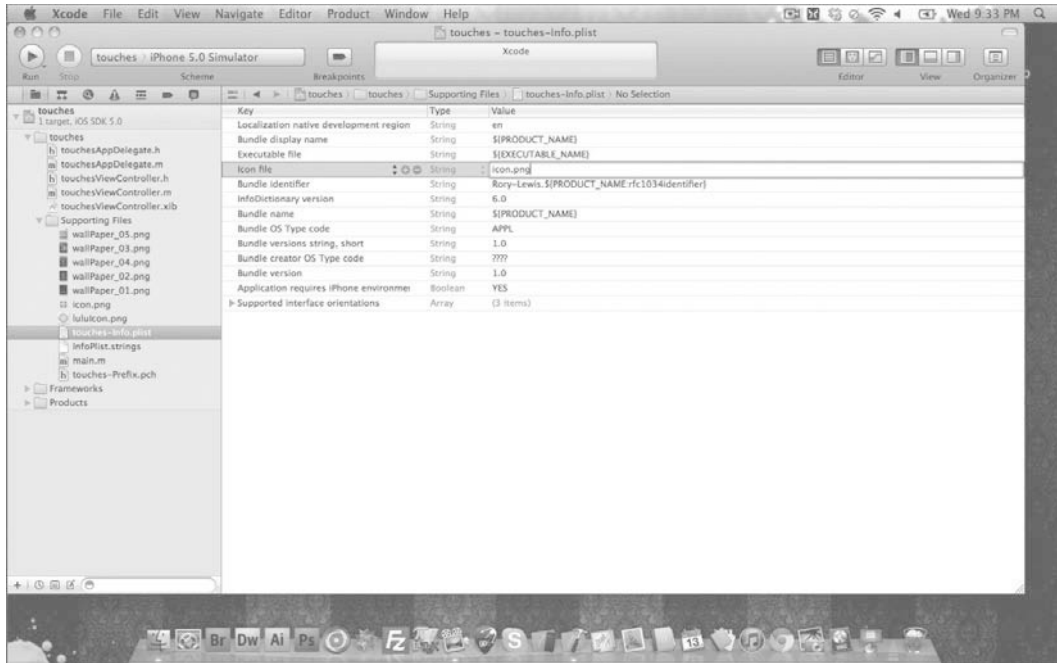 Xcode File Edit View Navigate Editor Product Window Help
Wed 9:33 PM
touches - touches-Info.plist
touches iPhone 5.0 Simulator
Xcode
Run Stop Scheme Breakpoints Editor View Organizer
touches touches Supporting Files touches-Info.plist No Selection
touches
1 target, iOS SDK 5.0
touches
touchesAppDelegate.h
touchesAppDelegate.m
touchesViewController.h
touchesViewController.m
touchesViewController.xib
Supporting Files
wallPaper_05.png
wallPaper_03.png
wallPaper_04.png
wallPaper_02.png
wallPaper_01.png
icon.png
luluIcon.png
touches-Info.plist
InfoPlist.strings
main.m
touches-Prefix.pch
Frameworks
Products
Key Type Value
Localization native development region String en
Bundle display name String ${PRODUCT_NAME}
Executable file String ${EXECUTABLE_NAME}
Icon file String icon.png
Bundle identifier String Rory-Lewis.${PRODUCT_NAME:rfc1034identifier}
InfoDictionary version String 6.0
Bundle name String ${PRODUCT_NAME}
Bundle OS Type code String APPL
Bundle versions string, short String 1.0
Bundle creator OS Type code String ????
Bundle version String 1.0
Application requires iPhone environmen Boolean YES
Supported interface orientations Array (3 items)
Br Dw Ai Ps Fz S 13